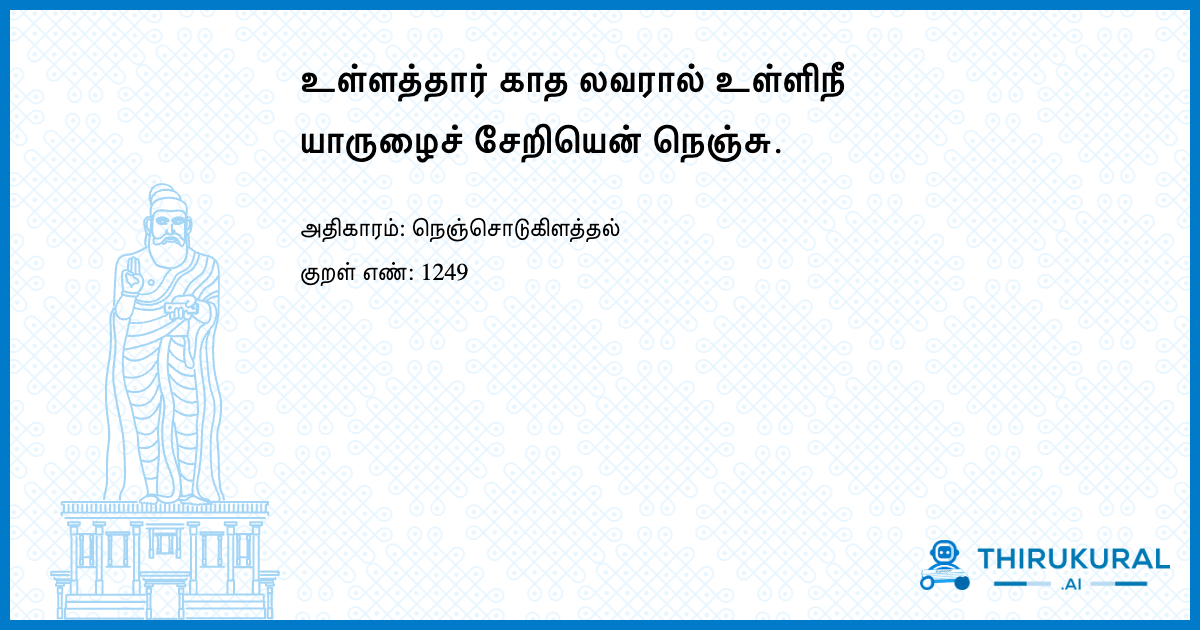 உள்ளத்தார் காத லவரால் உள்ளிநீ
யாருழைச் சேறியென் நெஞ்சு.
அதிகாரம்: நெஞ்சொடுகிளத்தல்
குறள் எண்: 1249
THIRUKURAL
.AI